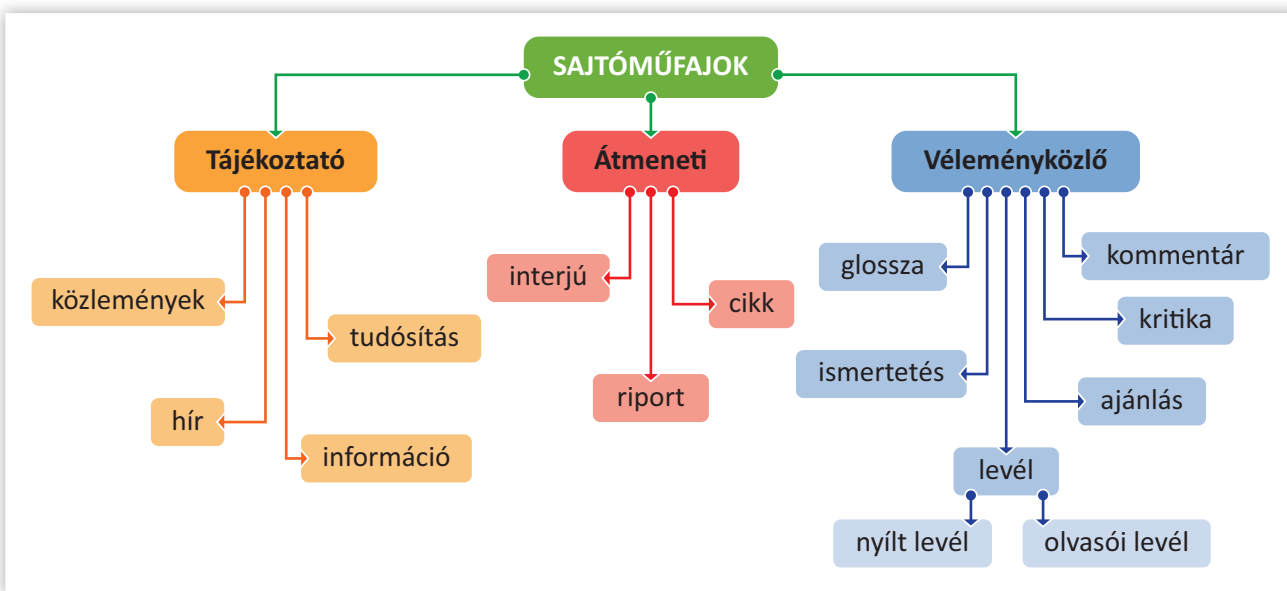 SAJTÓMŰFAJOK
Tájékoztató
közlemények
tudósítás
hír
információ
Átmeneti
interjú
cikk
riport
Véleményközlő
glossza
kommentár
kritika
ismertetés
ajánlás
levél
nyílt levél
olvasói levél